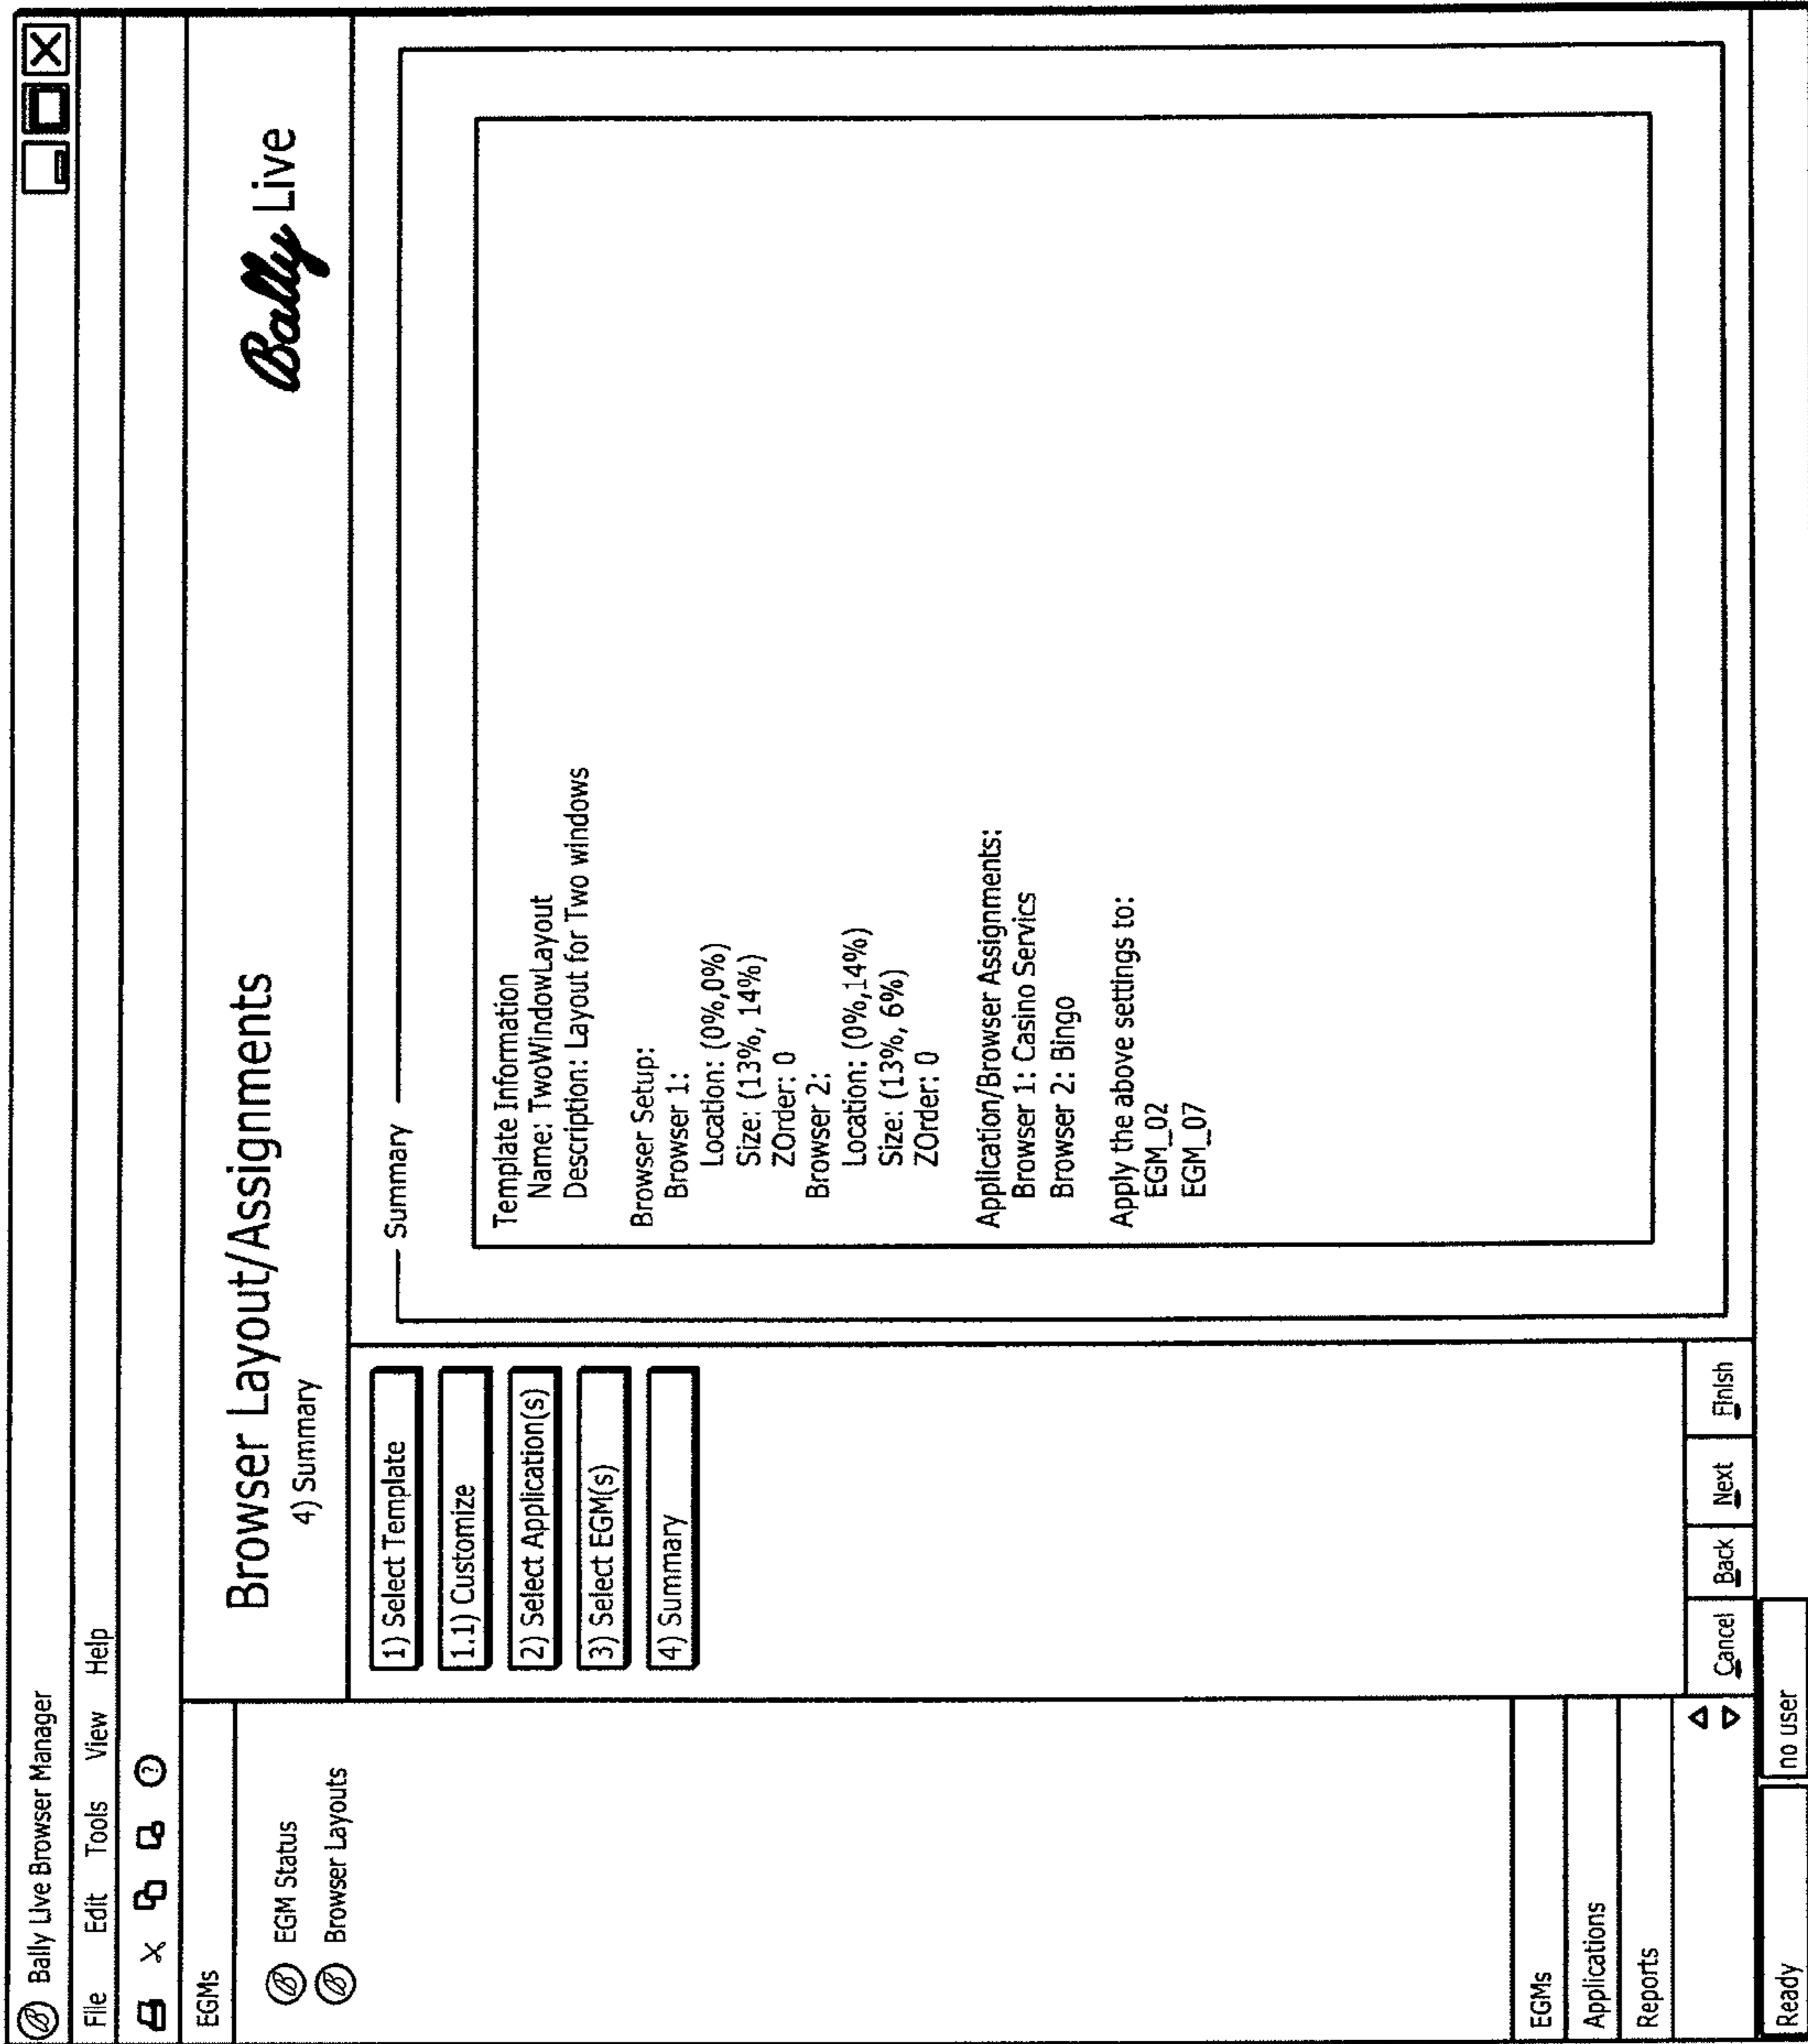 Bally Live Browser Manager
File Edit Tools View Help
EGMs
EGM Status
Browser Layouts
EGMs
Applications
Reports
Browser Layout/Assignments
4) Summary
Bally Live
1) Select Template
1.1) Customize
2) Select Application(s)
3) Select EGM(s)
4) Summary
Cancel Back Next Finish
Summary
Template Information
Name: TwoWindowLayout
Description: Layout for Two windows
Browser Setup:
Browser 1:
Location: (0%,0%)
Size: (13%, 14%)
ZOrder: 0
Browser 2:
Location: (0%,14%)
Size: (13%, 6%)
ZOrder: 0
Application/Browser Assignments:
Browser 1: Casino Servics
Browser 2: Bingo
Apply the above settings to:
EGM_02
EGM_07
Ready no user